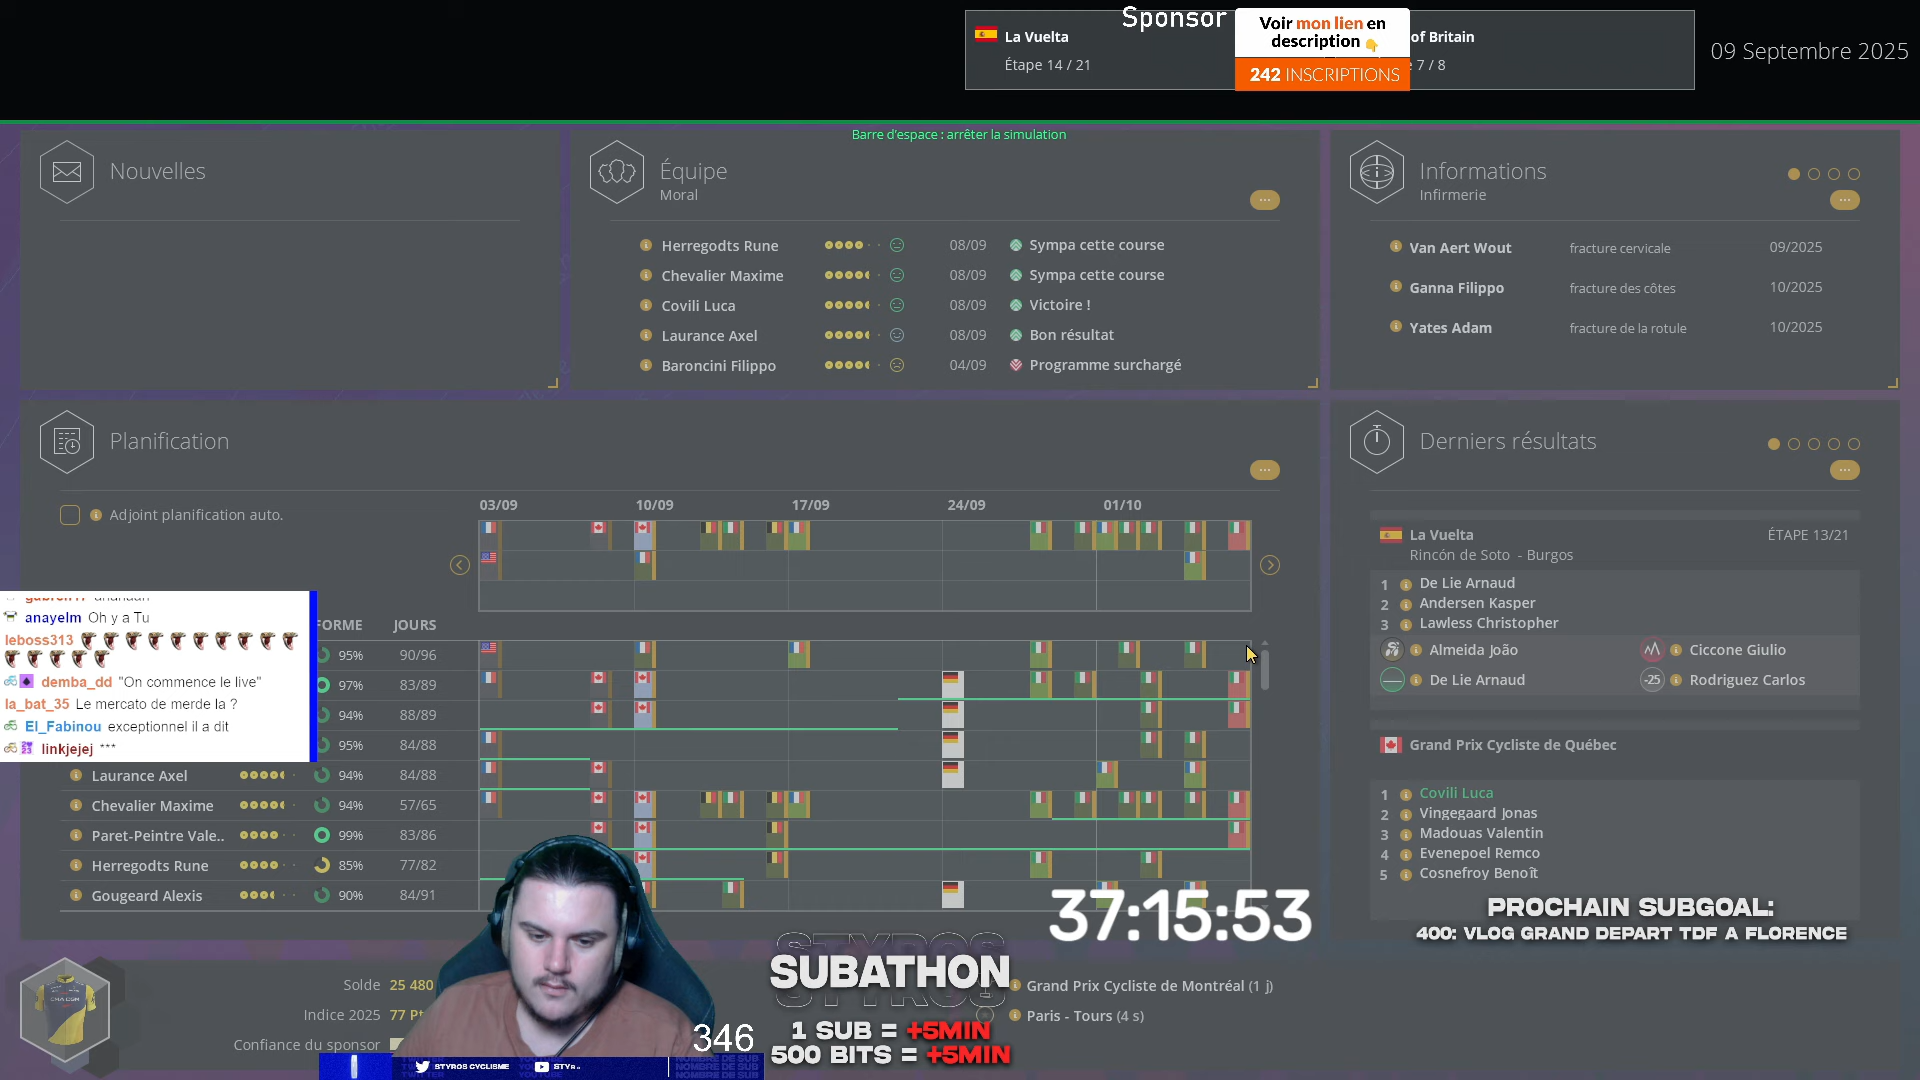 Sponsor
Voir mon lien en
description
242 INSCRIPTIONS
La Vuelta
Étape 14 / 21
of Britain
7 / 8
09 Septembre 2025
Barre d'espace : arrêter la simulation
Nouvelles
Équipe
Moral
Herregodts Rune 08/09 Sympa cette course
Chevalier Maxime 08/09 Sympa cette course
Covili Luca 08/09 Victoire !
Laurance Axel 08/09 Bon résultat
Baroncini Filippo 04/09 Programme surchargé
Informations
Infirmerie
Van Aert Wout fracture cervicale 09/2025
Ganna Filippo fracture des côtes 10/2025
Yates Adam fracture de la rotule 10/2025
Planification
Adjoint planification auto.
03/09 10/09 17/09 24/09 01/10
FORME JOURS
95% 90/96
97% 83/89
94% 88/89
95% 84/88
Laurance Axel 94% 84/88
Chevalier Maxime 94% 57/65
Paret-Peintre Vale.. 99% 83/86
Herregodts Rune 85% 77/82
Gougeard Alexis 90% 84/91
anayelm Oh y a Tu
leboss313
demba_dd "On commence le live"
la_bat_35 Le mercato de merde la ?
El_Fabinou exceptionnel il a dit
linkjejej ***
Derniers résultats
La Vuelta ÉTAPE 13/21
Rincón de Soto - Burgos
1 De Lie Arnaud
2 Andersen Kasper
3 Lawless Christopher
Almeida João Ciccone Giulio
De Lie Arnaud -25 Rodriguez Carlos
Grand Prix Cycliste de Québec
1 Covili Luca
2 Vingegaard Jonas
3 Madouas Valentin
4 Evenepoel Remco
5 Cosnefroy Benoît
37:15:53
PROCHAIN SUBGOAL:
400: VLOG GRAND DEPART TDF A FLORENCE
Solde 25 480
Indice 2025 77 Pt
Confiance du sponsor
STYROS
SUBATHON
STYROS
1 SUB = +5MIN
500 BITS = +5MIN
346
NOMBRE DE SUB
STYROS CYCLISME
Grand Prix Cycliste de Montréal (1 j)
Paris - Tours (4 s)